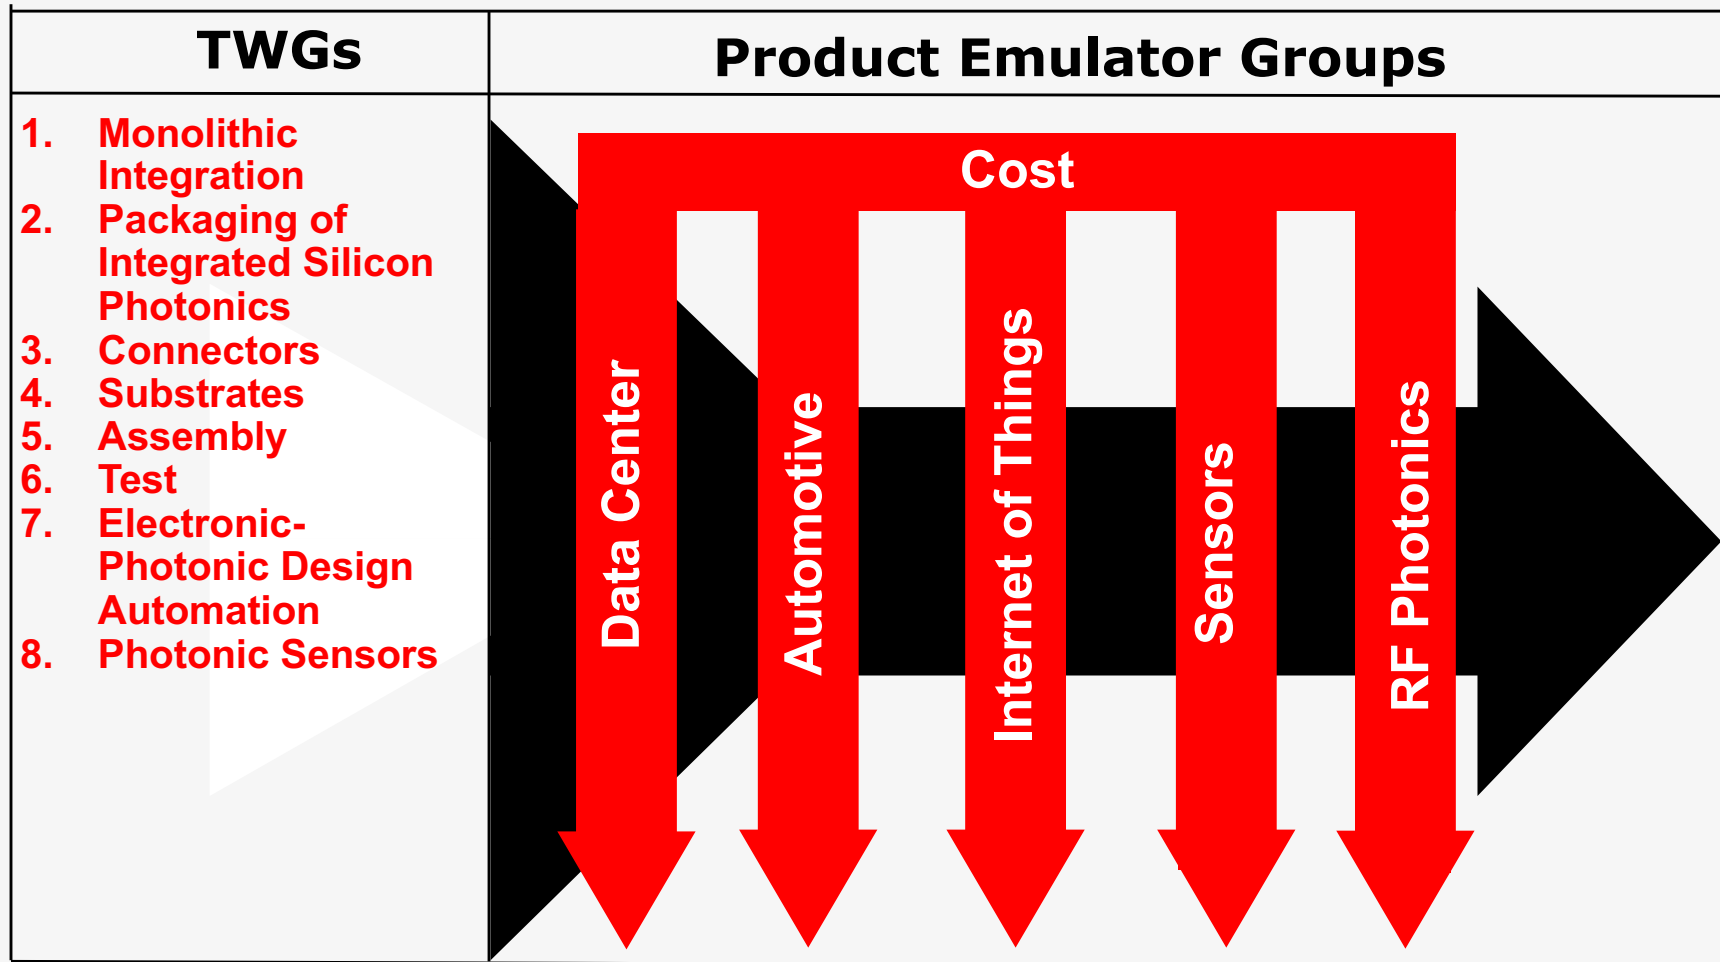 TWGs
Product Emulator Groups
1. Monolithic
Integration
2. Packaging of
Integrated Silicon
Photonics
3. Connectors
4. Substrates
5. Assembly
6. Test
7. Electronic-
Photonic Design
Automation
8. Photonic Sensors
Cost
Data Center
Automotive
Internet of Things
Sensors
RF Photonics